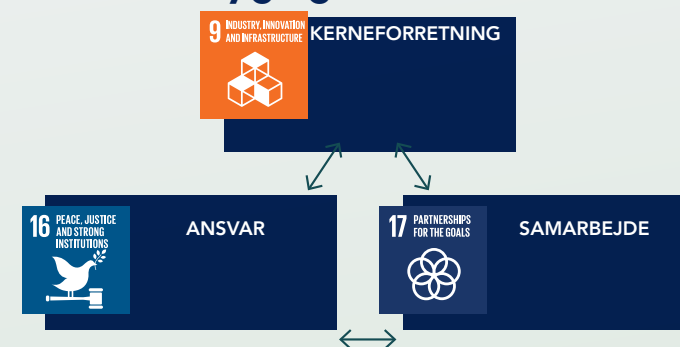 9 INDUSTRY, INNOVATION
AND INFRASTRUCTURE
KERNEFORRETNING
16 PEACE, JUSTICE
AND STRONG
INSTITUTIONS
ANSVAR
17 PARTNERSHIPS
FOR THE GOALS
SAMARBEJDE